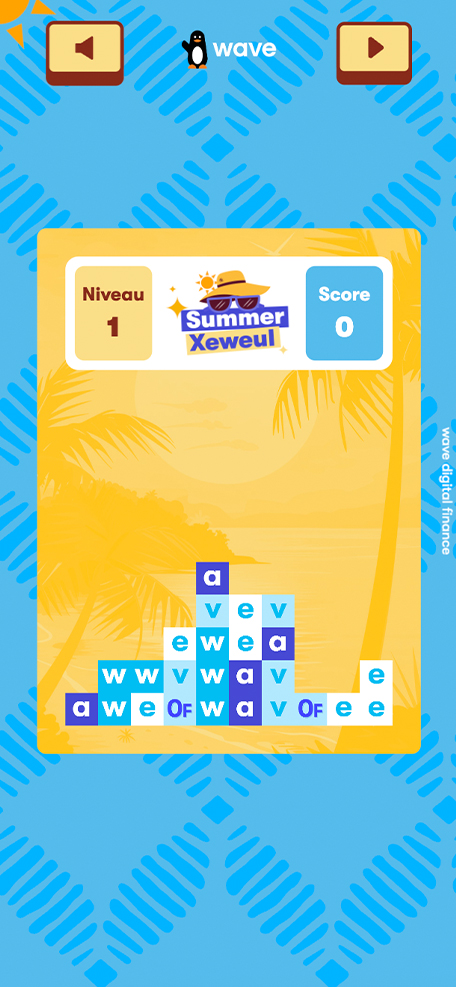 wave
Niveau
1
Summer
Xeweul
Score
0
wave digital finance
a
v e v
e w e a
w w v w a v e
a w e 0F w a v 0F e e